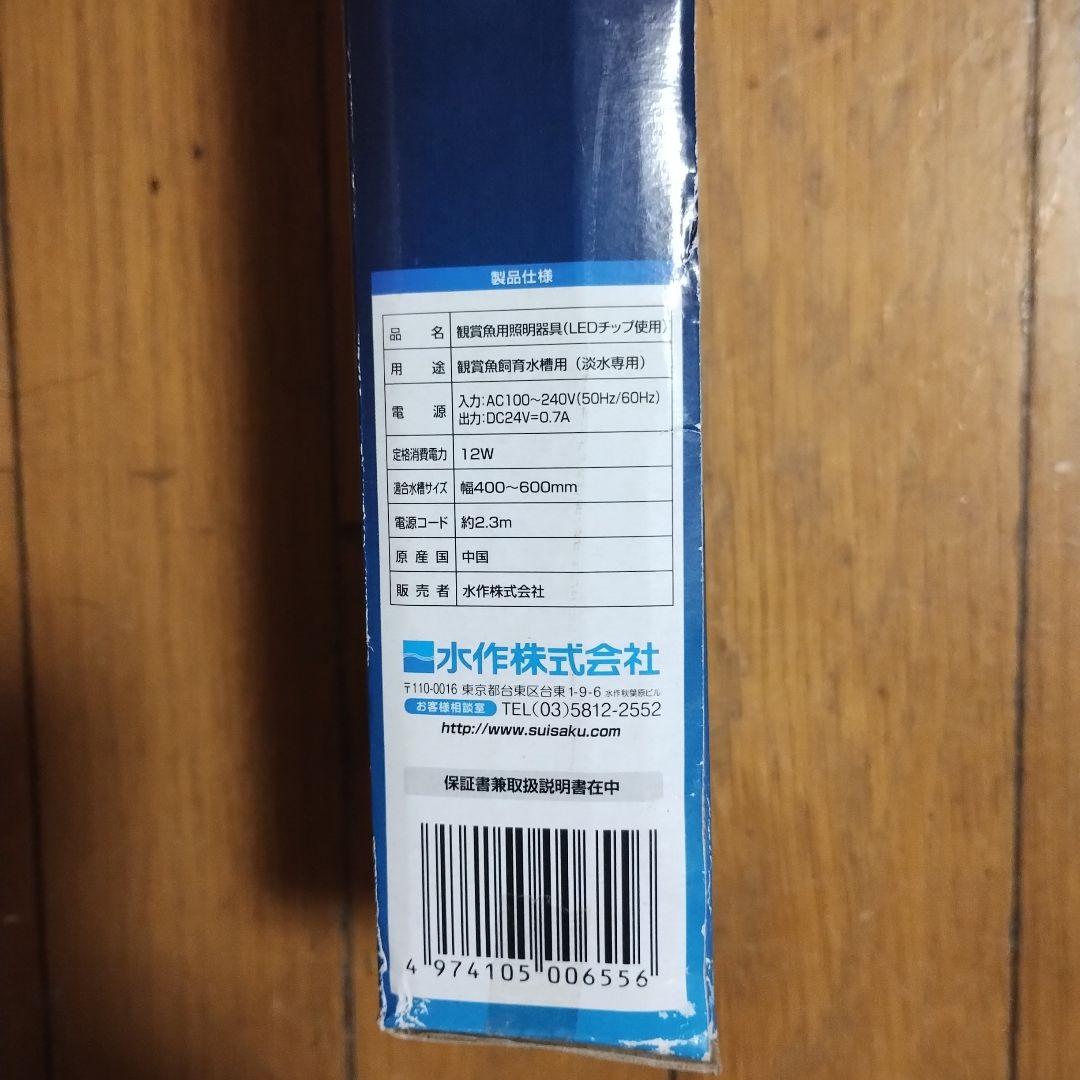 製品仕様
品名 観賞魚用照明器具(LEDチップ使用)
用途 観賞魚飼育水槽用(淡水専用)
電源 入力:AC100~240V(50Hz/60Hz)
出力:DC24V=0.7A
定格消費電力 12W
適合水槽サイズ 幅400~600mm
電源コード 約2.3m
原産国 中国
販売者 水作株式会社
水作株式会社
〒110-0016 東京都台東区台東1-9-6 水作秋葉原ビル
お客様相談室 TEL(03)5812-2552
http://www.suisaku.com
保証書兼取扱説明書在中
4 974105 006556